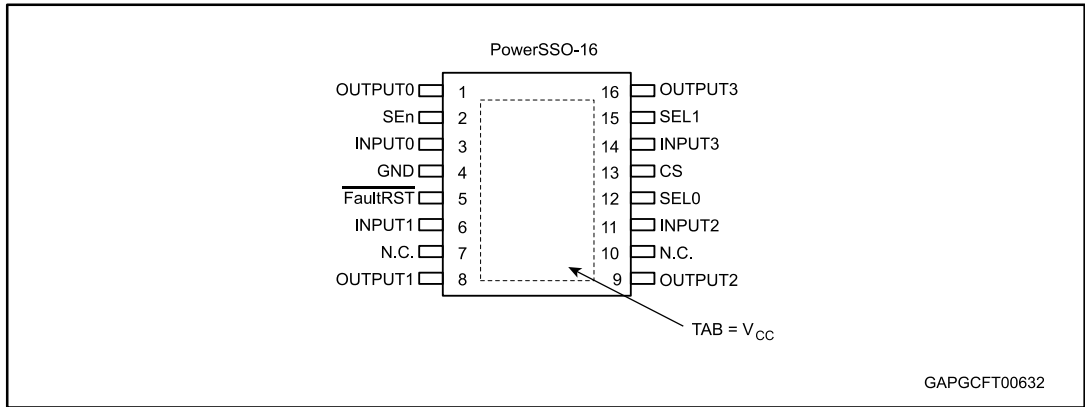 PowerSSO-16
OUTPUT0 1 16 OUTPUT3
SEn 2 15 SEL1
INPUT0 3 14 INPUT3
GND 4 13 CS
FaultRST 5 12 SEL0
INPUT1 6 11 INPUT2
N.C. 7 10 N.C.
OUTPUT1 8 9 OUTPUT2
TAB = VCC
GAPGCFT00632